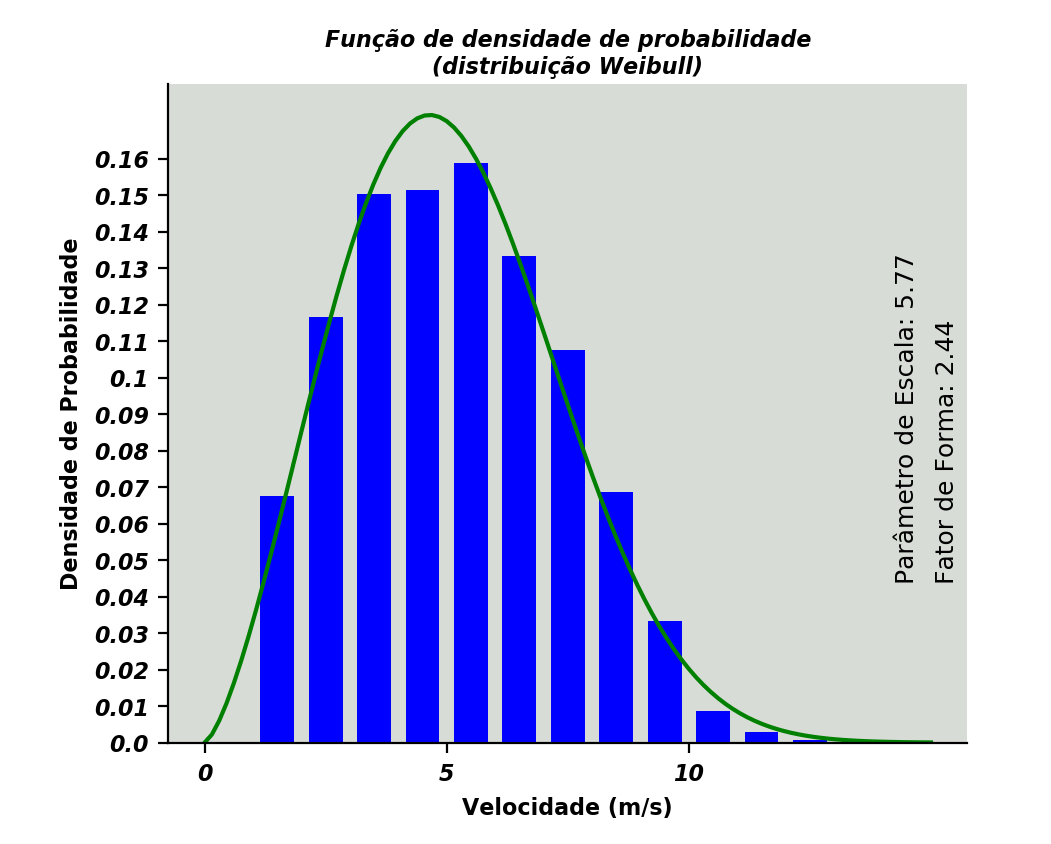 Função de densidade de probabilidade
(distribuição Weibull)
Densidade de Probabilidade
0.16
0.15
0.14
0.13
0.12
0.11
0.1
0.09
0.08
0.07
0.06
0.05
0.04
0.03
0.02
0.01
0.0
0 5 10
Velocidade (m/s)
Parâmetro de Escala: 5.77
Fator de Forma: 2.44